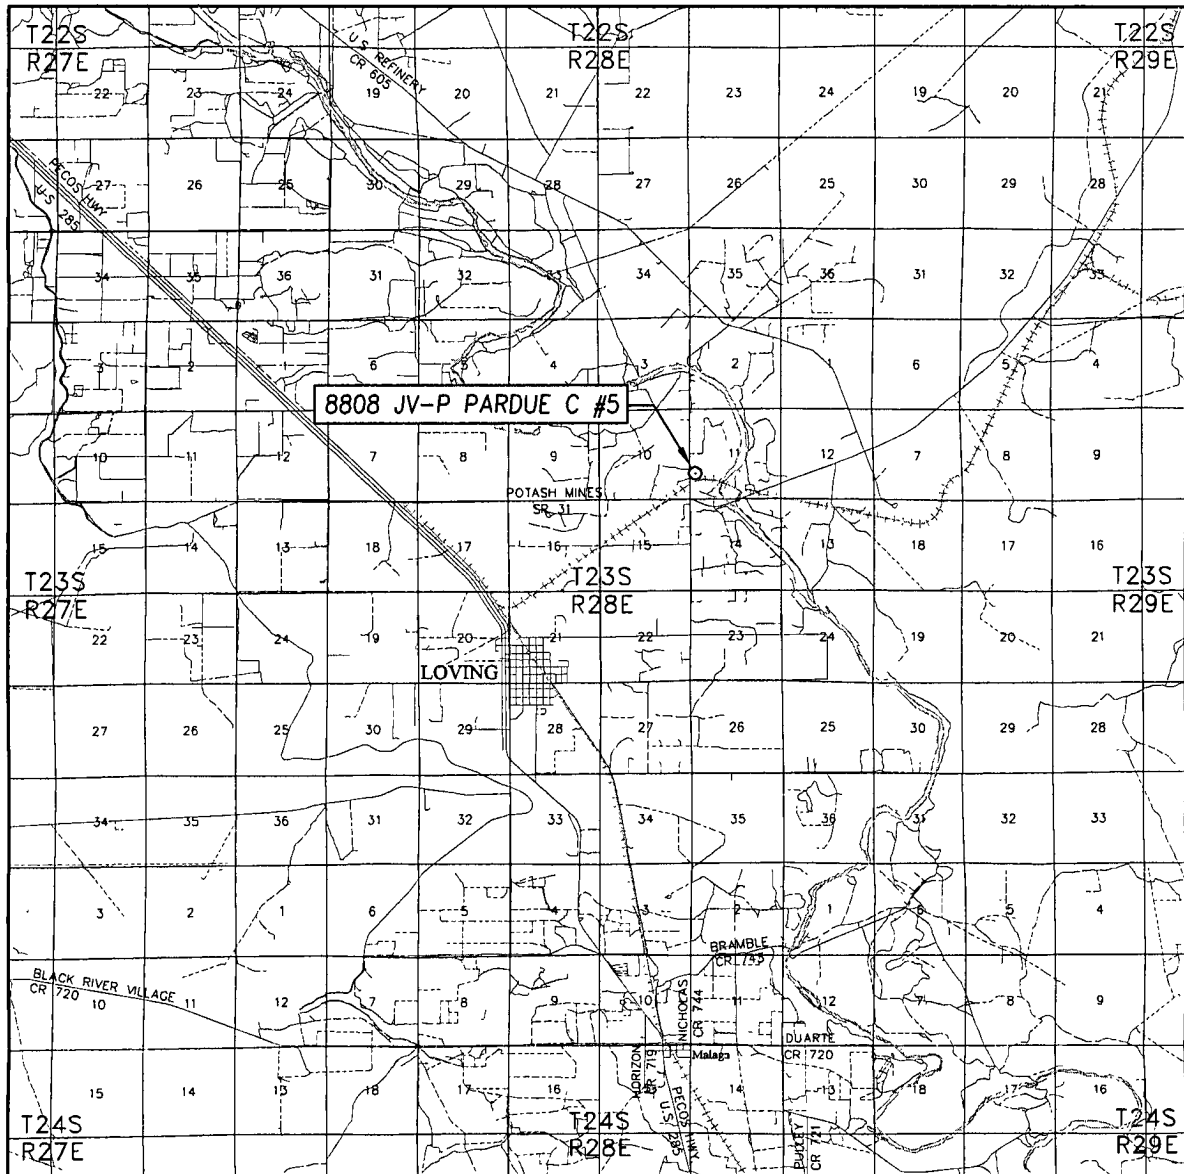 T22S
R27E
T22S
R28E
T22S
R29E
U S REFINERY
CR 605
22 23 24 19 20 21 22 23 24 19 20 21
PECOS HWY
U-S 285
27 26 25 30 29 28 27 26 25 30 29 28
34 35 36 31 32 33 34 35 36 31 32 33
3 2 6 5 4 3 2 1 6 5 4
8808 JV-P PARDUE C #5
10 11 12 7 8 9 10 11 12 7 8 9
POTASH MINES
SR 31
15 14 13 18 17 16 15 14 13 18 17 16
T23S
R27E
T23S
R28E
T23S
R29E
22 23 24 19 20 21 22 23 24 19 20 21
LOVING
27 26 25 30 29 28 27 26 25 30 29 28
34 35 36 31 32 33 34 35 36 31 32 33
3 2 1 6 5 4 3 2 1 6 5 4
BRAMBLE
CR 743
BLACK RIVER VILLAGE
CR 720
10 11 12 7 8 9 10 11 12 7 8 9
NICHOLAS
CR 744
DUARTE
CR 720
Malaga
HORIZON
CR 719
15 14 13 18 17 16 14 13 18 17 16
PECOS HWY
U.S. 285
PULLEY
CR 721
T24S
R27E
T24S
R28E
T24S
R29E